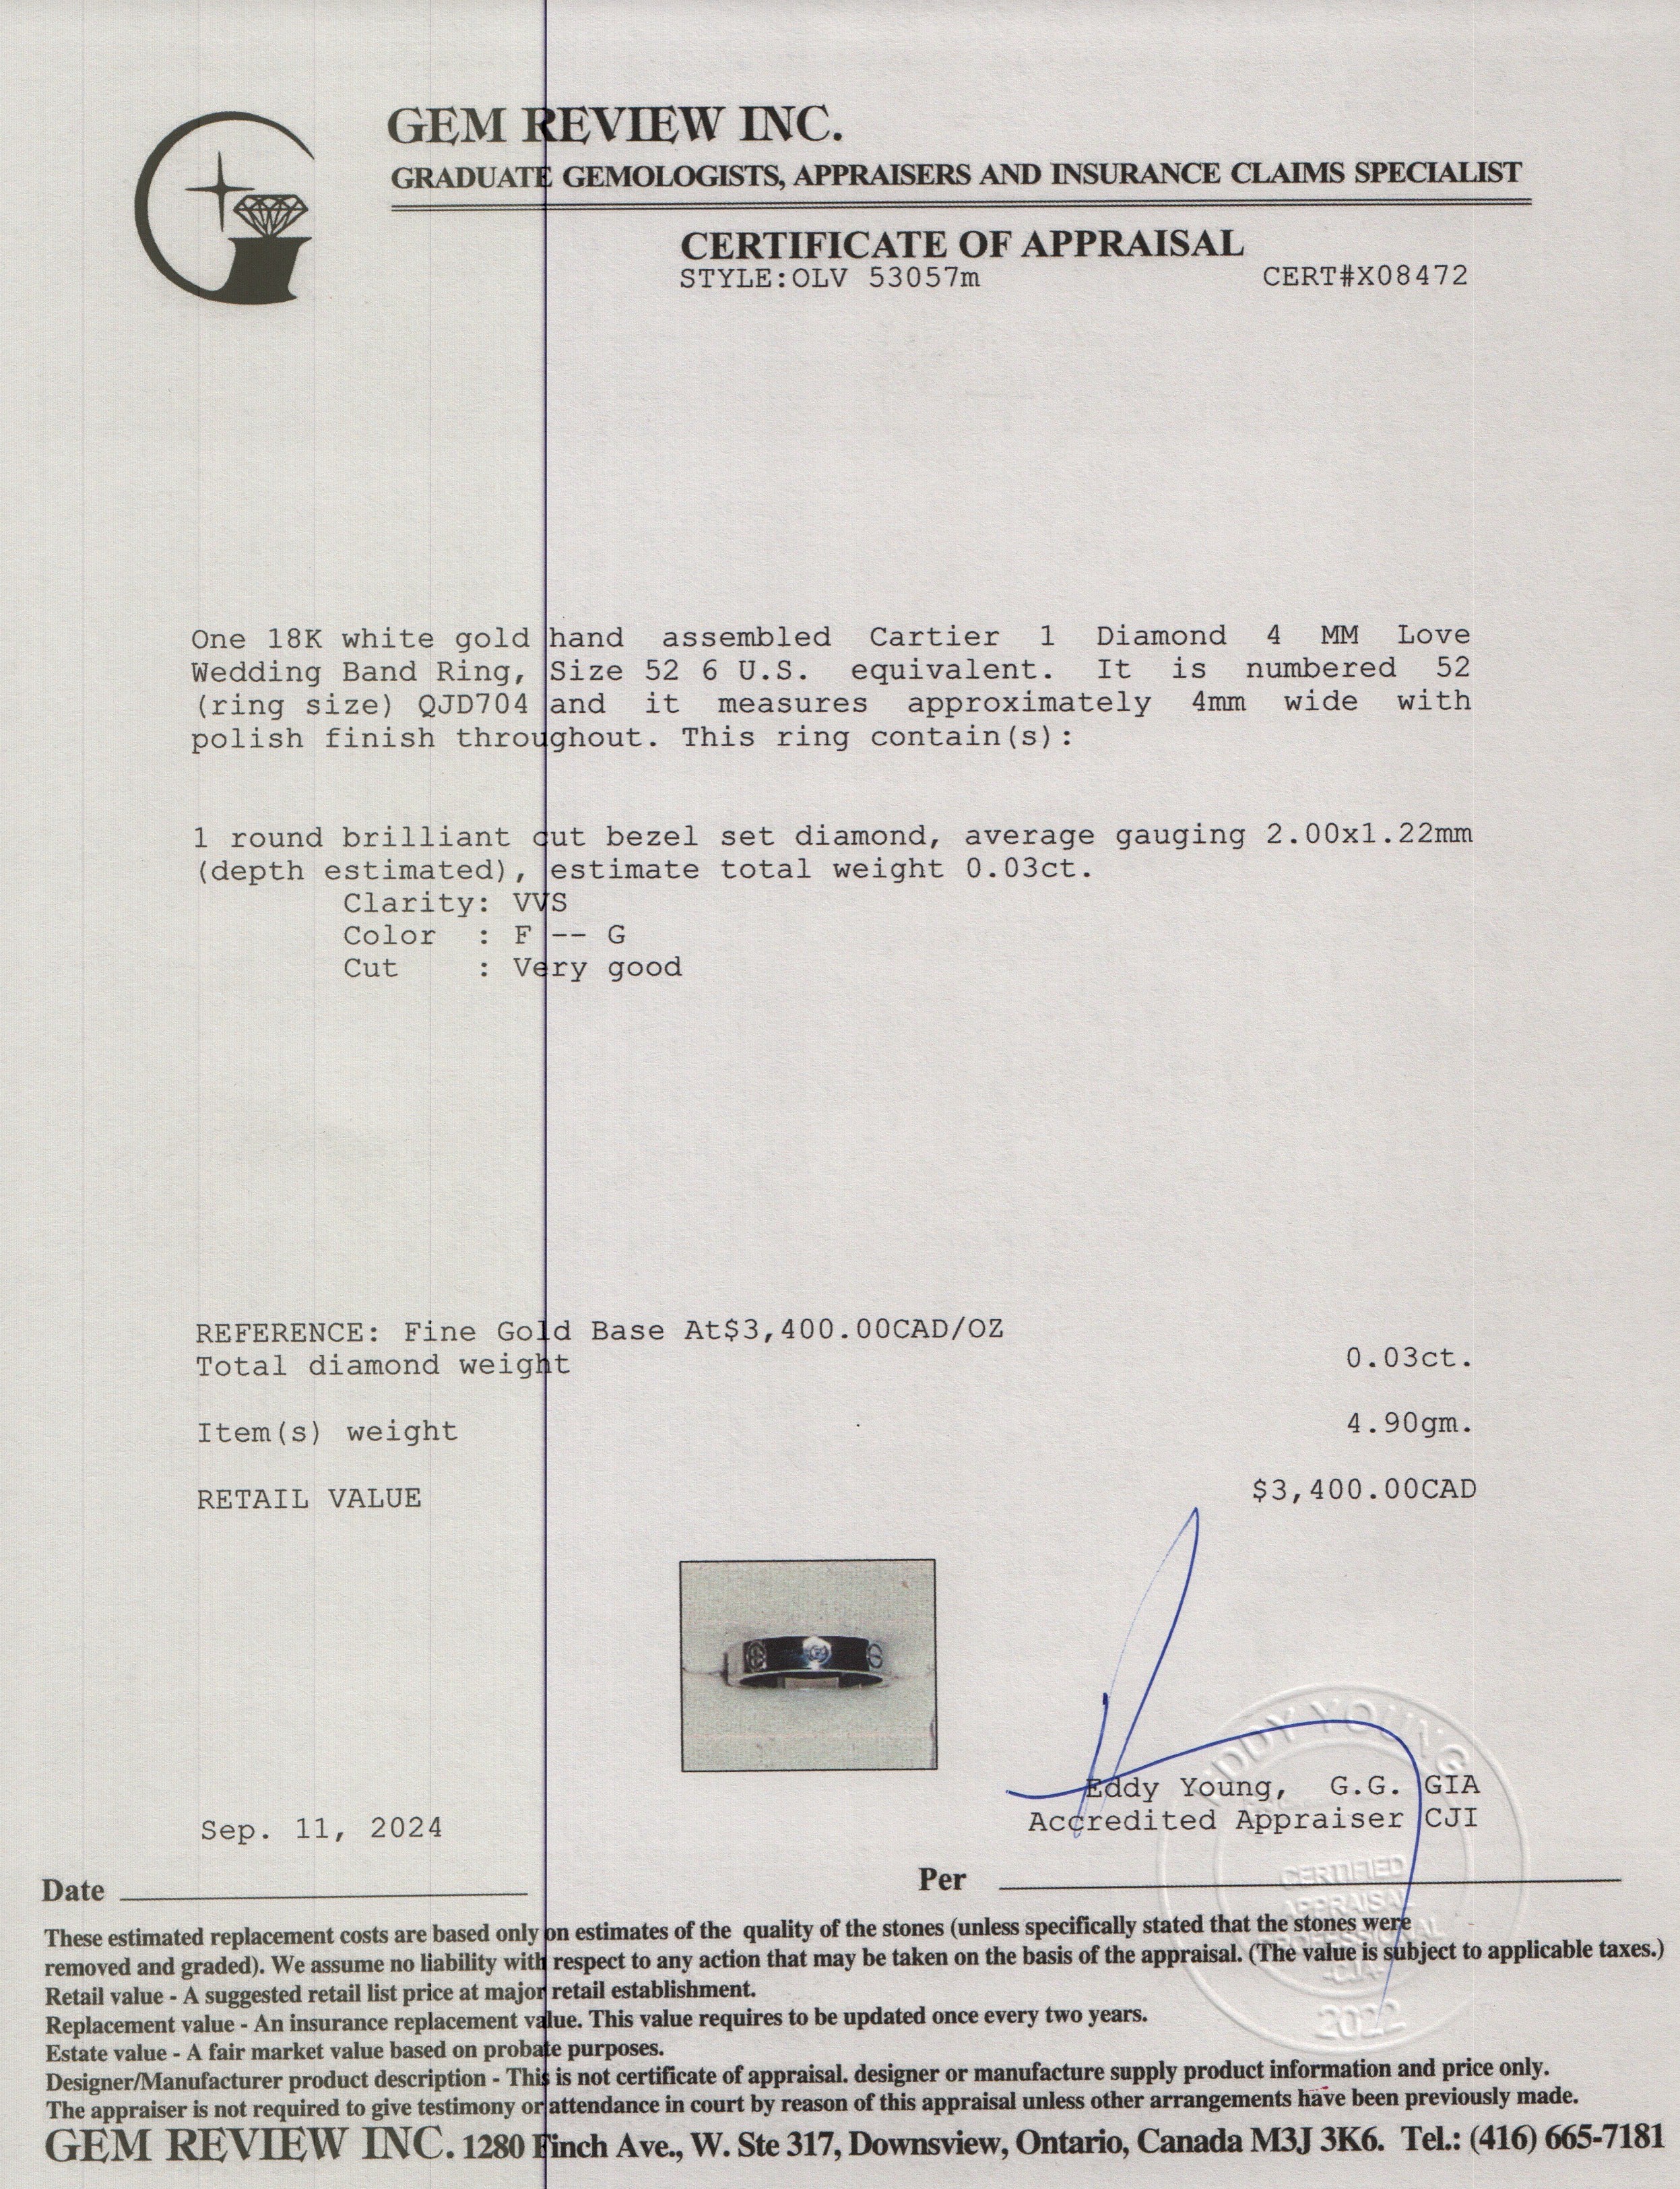 GEM REVIEW INC.
GRADUATE GEMOLOGISTS, APPRAISERS AND INSURANCE CLAIMS SPECIALIST
CERTIFICATE OF APPRAISAL
STYLE:OLV 53057m CERT#X08472
One 18K white gold hand assembled Cartier 1 Diamond 4 MM Love
Wedding Band Ring, Size 52 6 U.S. equivalent. It is numbered 52
(ring size) QJD704 and it measures approximately 4mm wide with
polish finish throughout. This ring contain(s):
1 round brilliant cut bezel set diamond, average gauging 2.00x1.22mm
(depth estimated), estimate total weight 0.03ct.
Clarity: VVS
Color : F -- G
Cut : Very good
REFERENCE: Fine Gold Base At$3,400.00CAD/OZ
Total diamond weight 0.03ct.
Item(s) weight 4.90gm.
RETAIL VALUE $3,400.00CAD
EDDY YOUNG
Eddy Young, G.G. GIA
Accredited Appraiser CJI
Sep. 11, 2024
CERTIFIED
APPRAISAL
PROFESSIONAL
2022
Date
Per
These estimated replacement costs are based only on estimates of the quality of the stones (unless specifically stated that the stones were
removed and graded). We assume no liability with respect to any action that may be taken on the basis of the appraisal. (The value is subject to applicable taxes.)
Retail value - A suggested retail list price at major retail establishment.
Replacement value - An insurance replacement value. This value requires to be updated once every two years.
Estate value - A fair market value based on probate purposes.
Designer/Manufacturer product description - This is not certificate of appraisal. designer or manufacture supply product information and price only.
The appraiser is not required to give testimony or attendance in court by reason of this appraisal unless other arrangements have been previously made.
GEM REVIEW INC. 1280 Finch Ave., W. Ste 317, Downsview, Ontario, Canada M3J 3K6. Tel.: (416) 665-7181